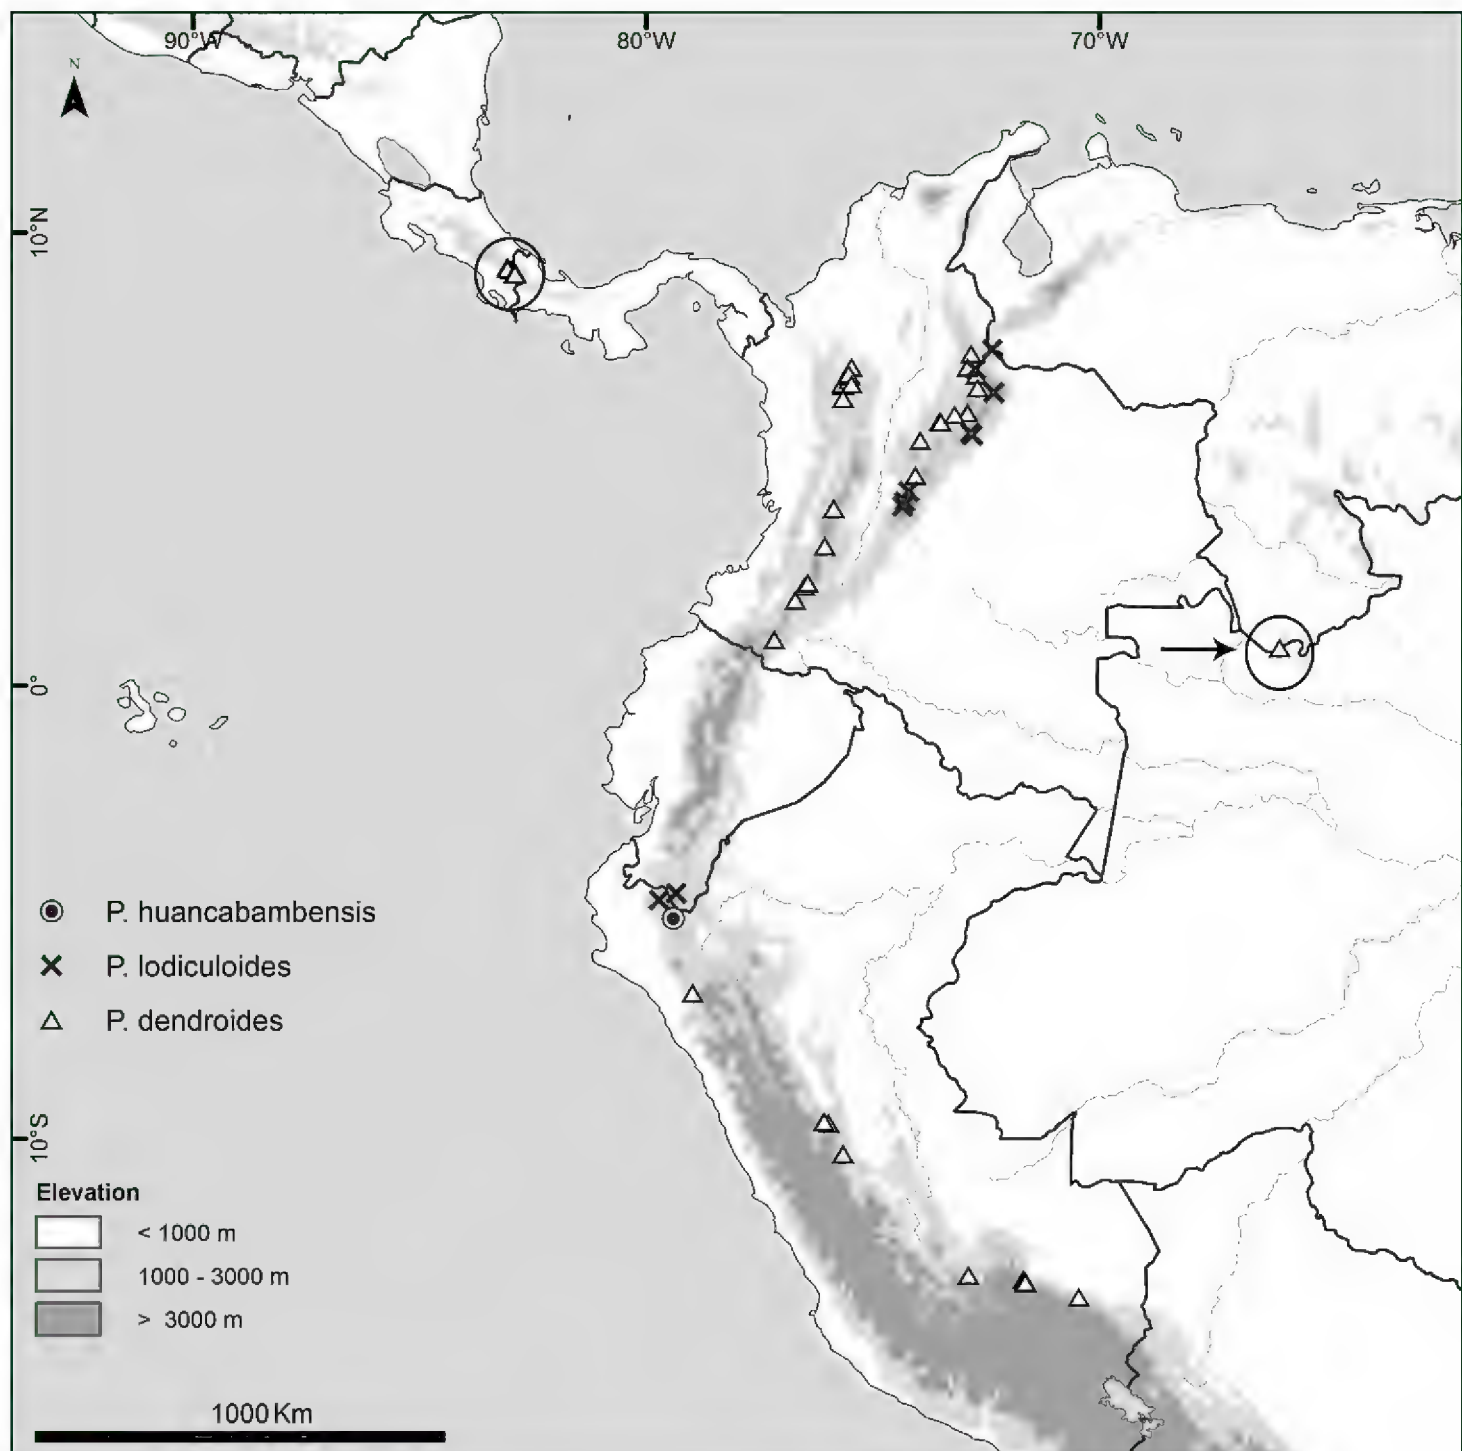 90°W
80°W
70°W
N
10°N
0°
P. huancabambensis
P. lodiculoides
P. dendroides
10°S
Elevation
< 1000 m
1000 - 3000 m
> 3000 m
1000 Km